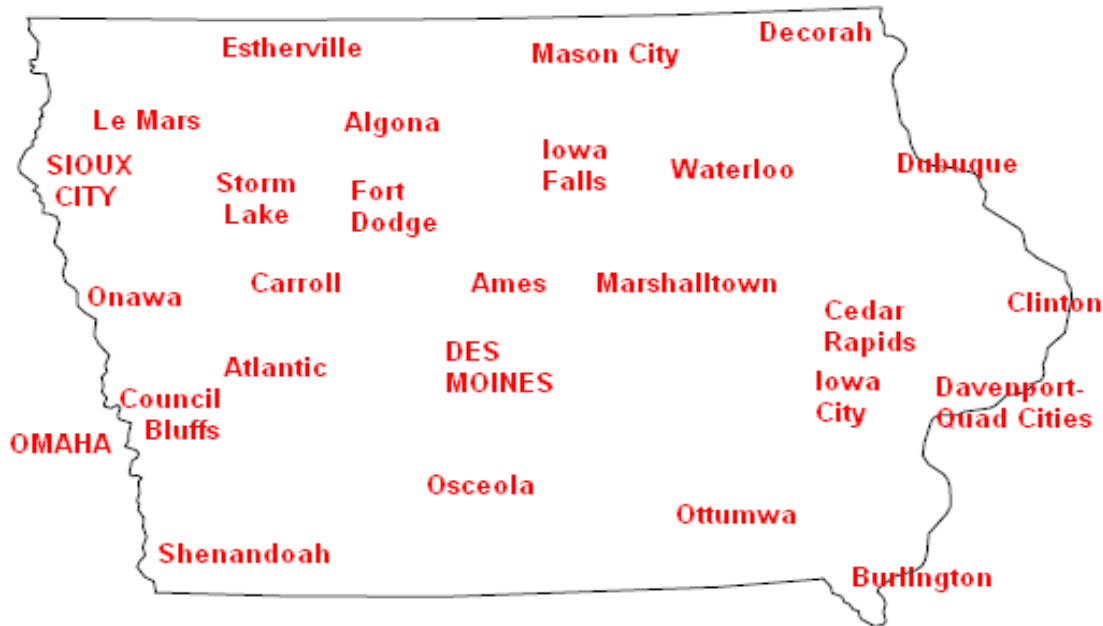 Decorah
Estherville
Mason City
Le Mars
Algona
Iowa
Falls
SIOUX
CITY
Waterloo
Dubuque
Storm
Lake
Fort
Dodge
Onawa
Carroll
Ames
Marshalltown
Cedar
Rapids
Clinton
Atlantic
DES
MOINES
Iowa
City
Davenport-
Quad Cities
Council
Bluffs
OMAHA
Osceola
Ottumwa
Shenandoah
Burlington